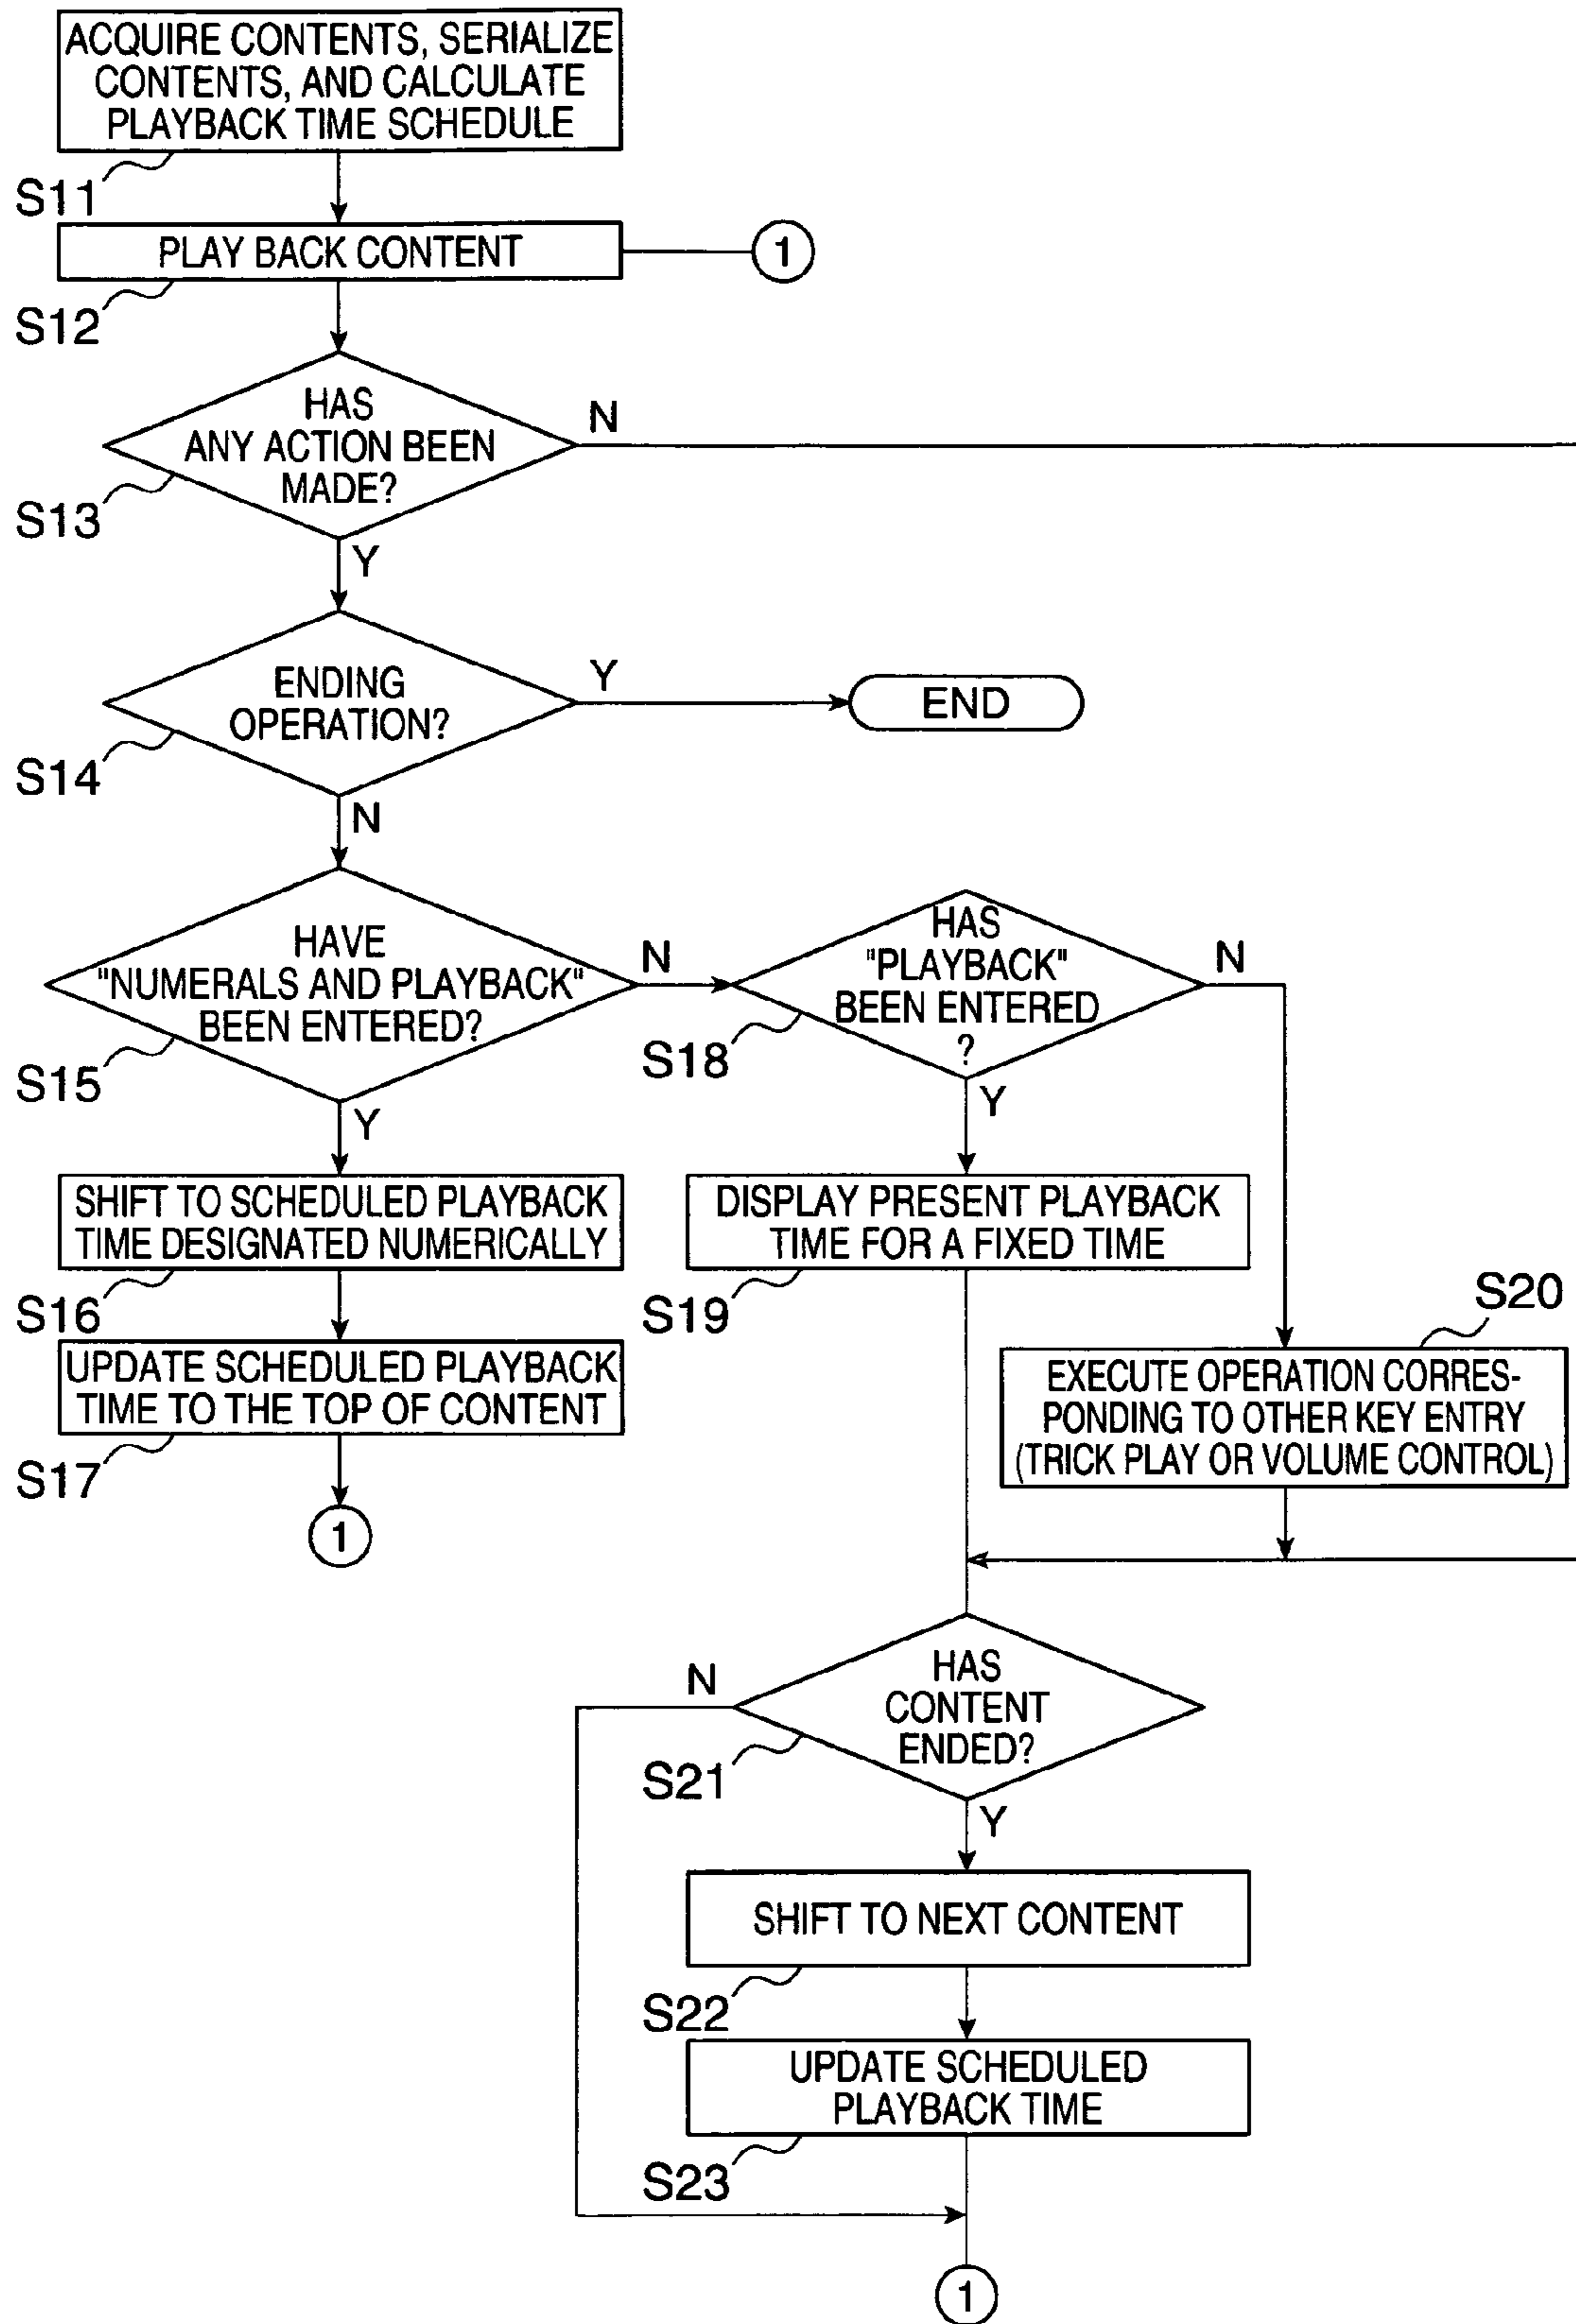 ACQUIRE CONTENTS, SERIALIZE
CONTENTS, AND CALCULATE
PLAYBACK TIME SCHEDULE
S11
PLAY BACK CONTENT
1
S12
HAS
ANY ACTION BEEN
MADE?
N
S13
Y
ENDING
OPERATION?
Y
END
S14
N
HAVE
"NUMERALS AND PLAYBACK"
BEEN ENTERED?
N
S15
HAS
"PLAYBACK"
BEEN ENTERED
?
N
S18
Y
Y
SHIFT TO SCHEDULED PLAYBACK
TIME DESIGNATED NUMERICALLY
S16
DISPLAY PRESENT PLAYBACK
TIME FOR A FIXED TIME
S19
S20
UPDATE SCHEDULED PLAYBACK
TIME TO THE TOP OF CONTENT
S17
1
EXECUTE OPERATION CORRES-
PONDING TO OTHER KEY ENTRY
(TRICK PLAY OR VOLUME CONTROL)
HAS
CONTENT
ENDED?
N
S21
Y
SHIFT TO NEXT CONTENT
S22
UPDATE SCHEDULED
PLAYBACK TIME
S23
1